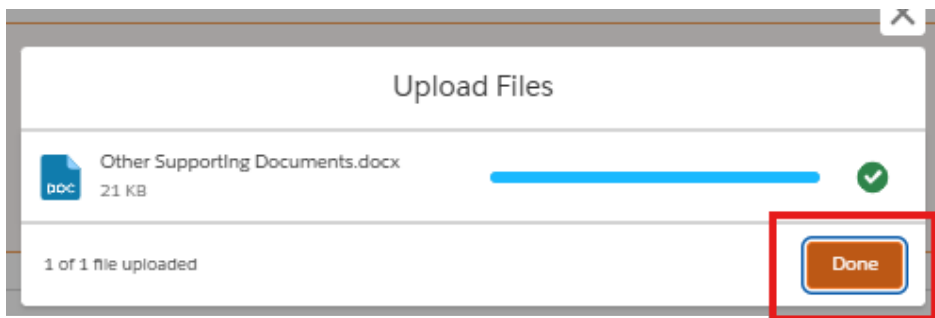 Upload Files
Other Supporting Documents.docx
DOC
21 KB
1 of 1 file uploaded
Done